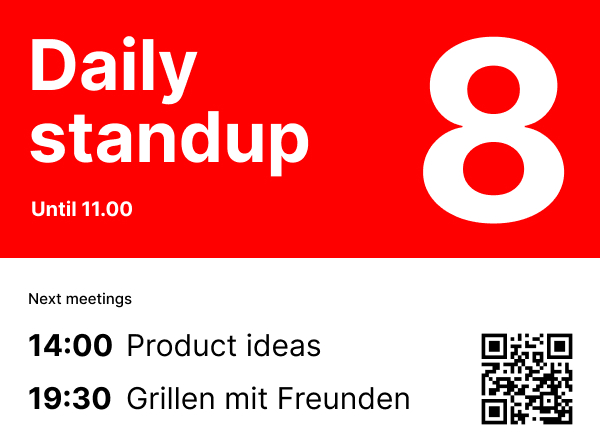 Daily
standup
8
Until 11.00
Next meetings
14:00 Product ideas
19:30 Grillen mit Freunden